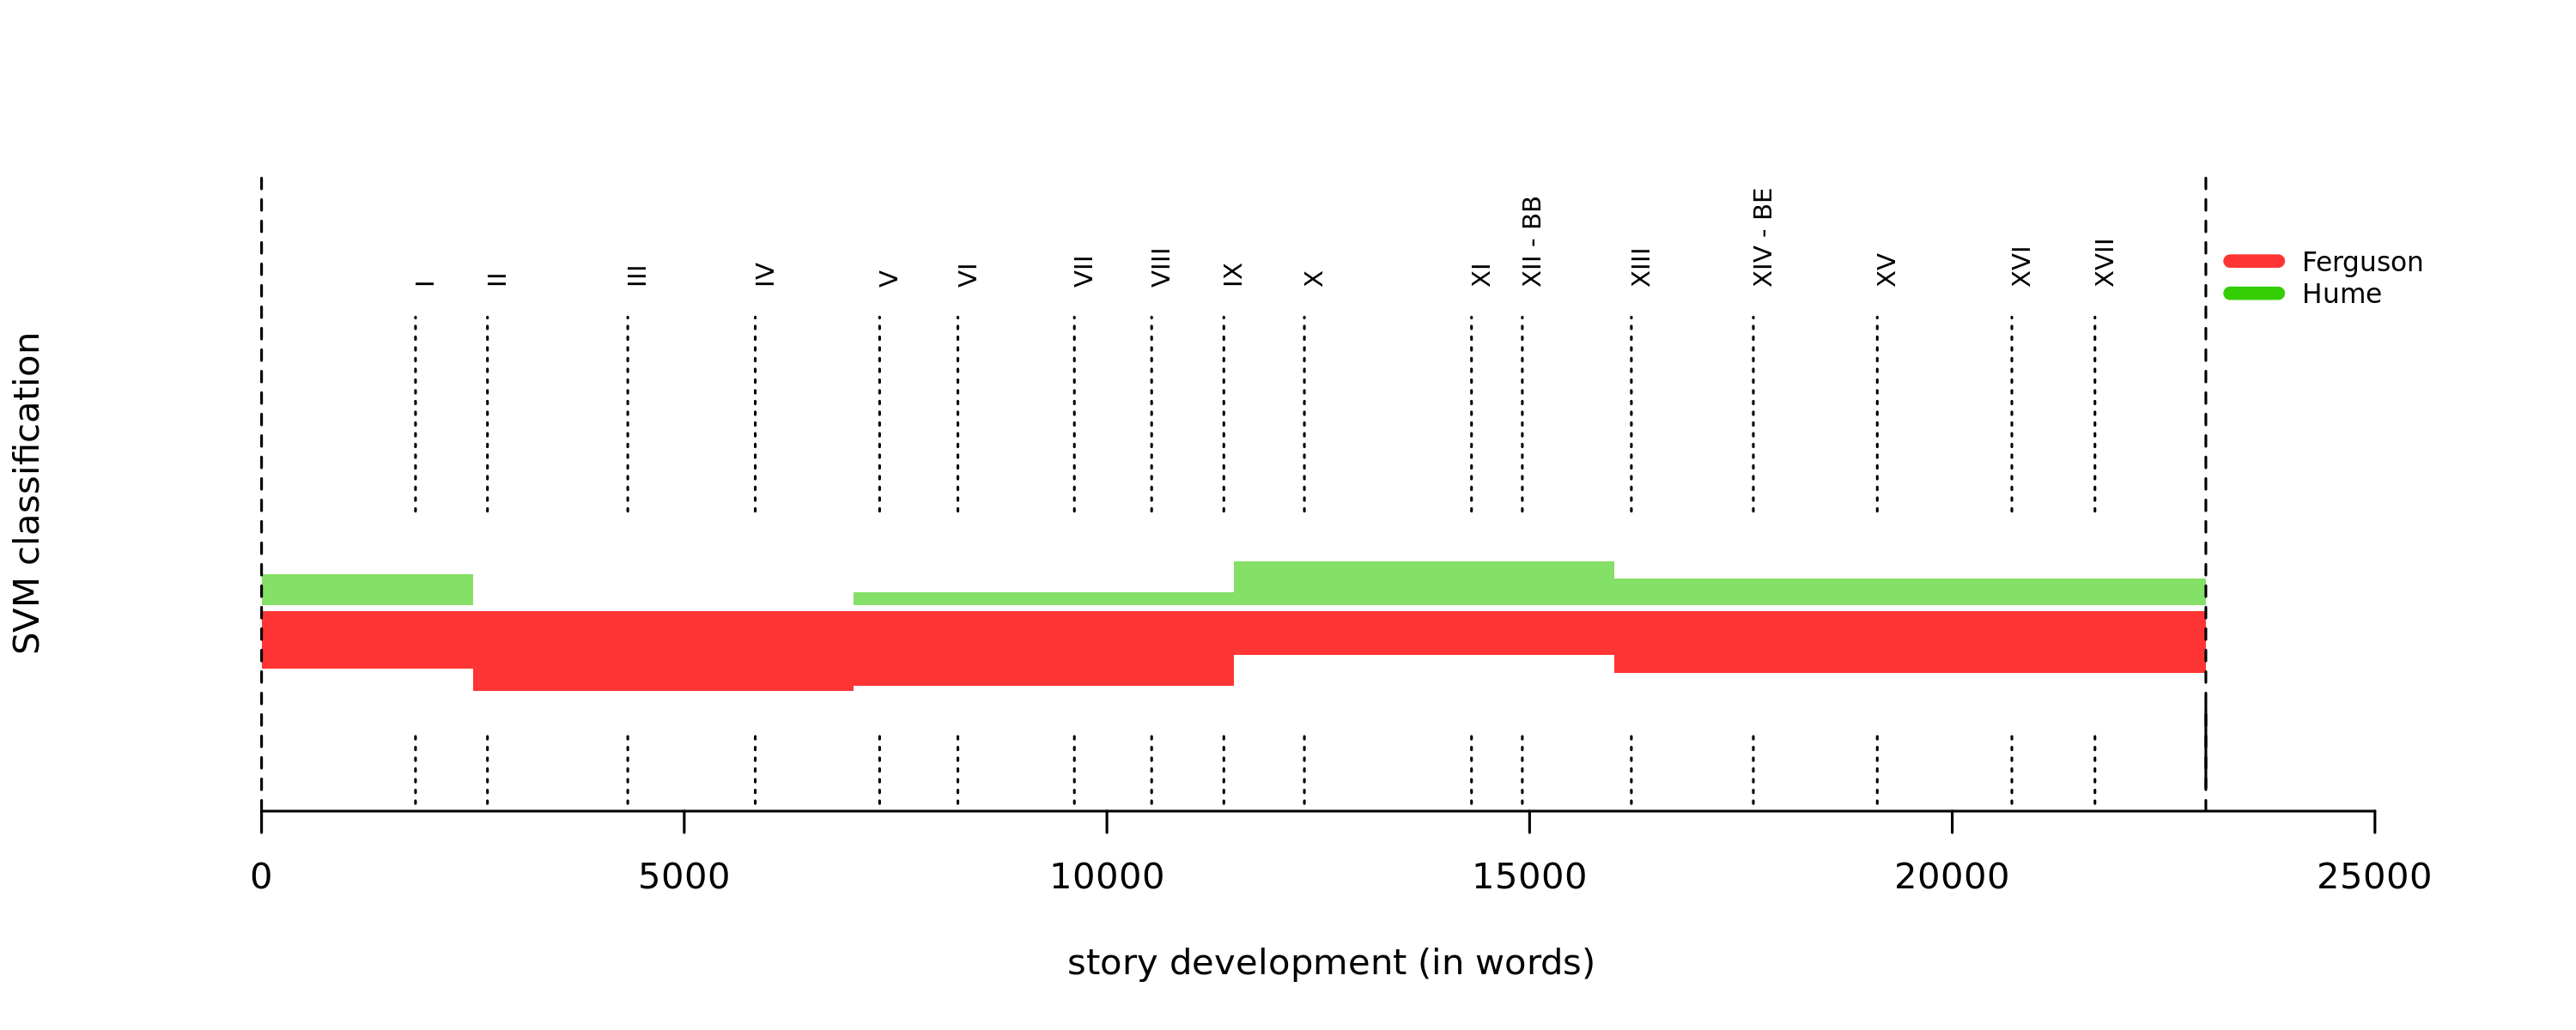 I
II
III
IV
V
VI
VII
VIII
IX
X
XI
XII - BB
XIII
XIV - BE
XV
XVI
XVII
Ferguson
Hume
SVM classification
0
5000
10000
15000
20000
25000
story development (in words)